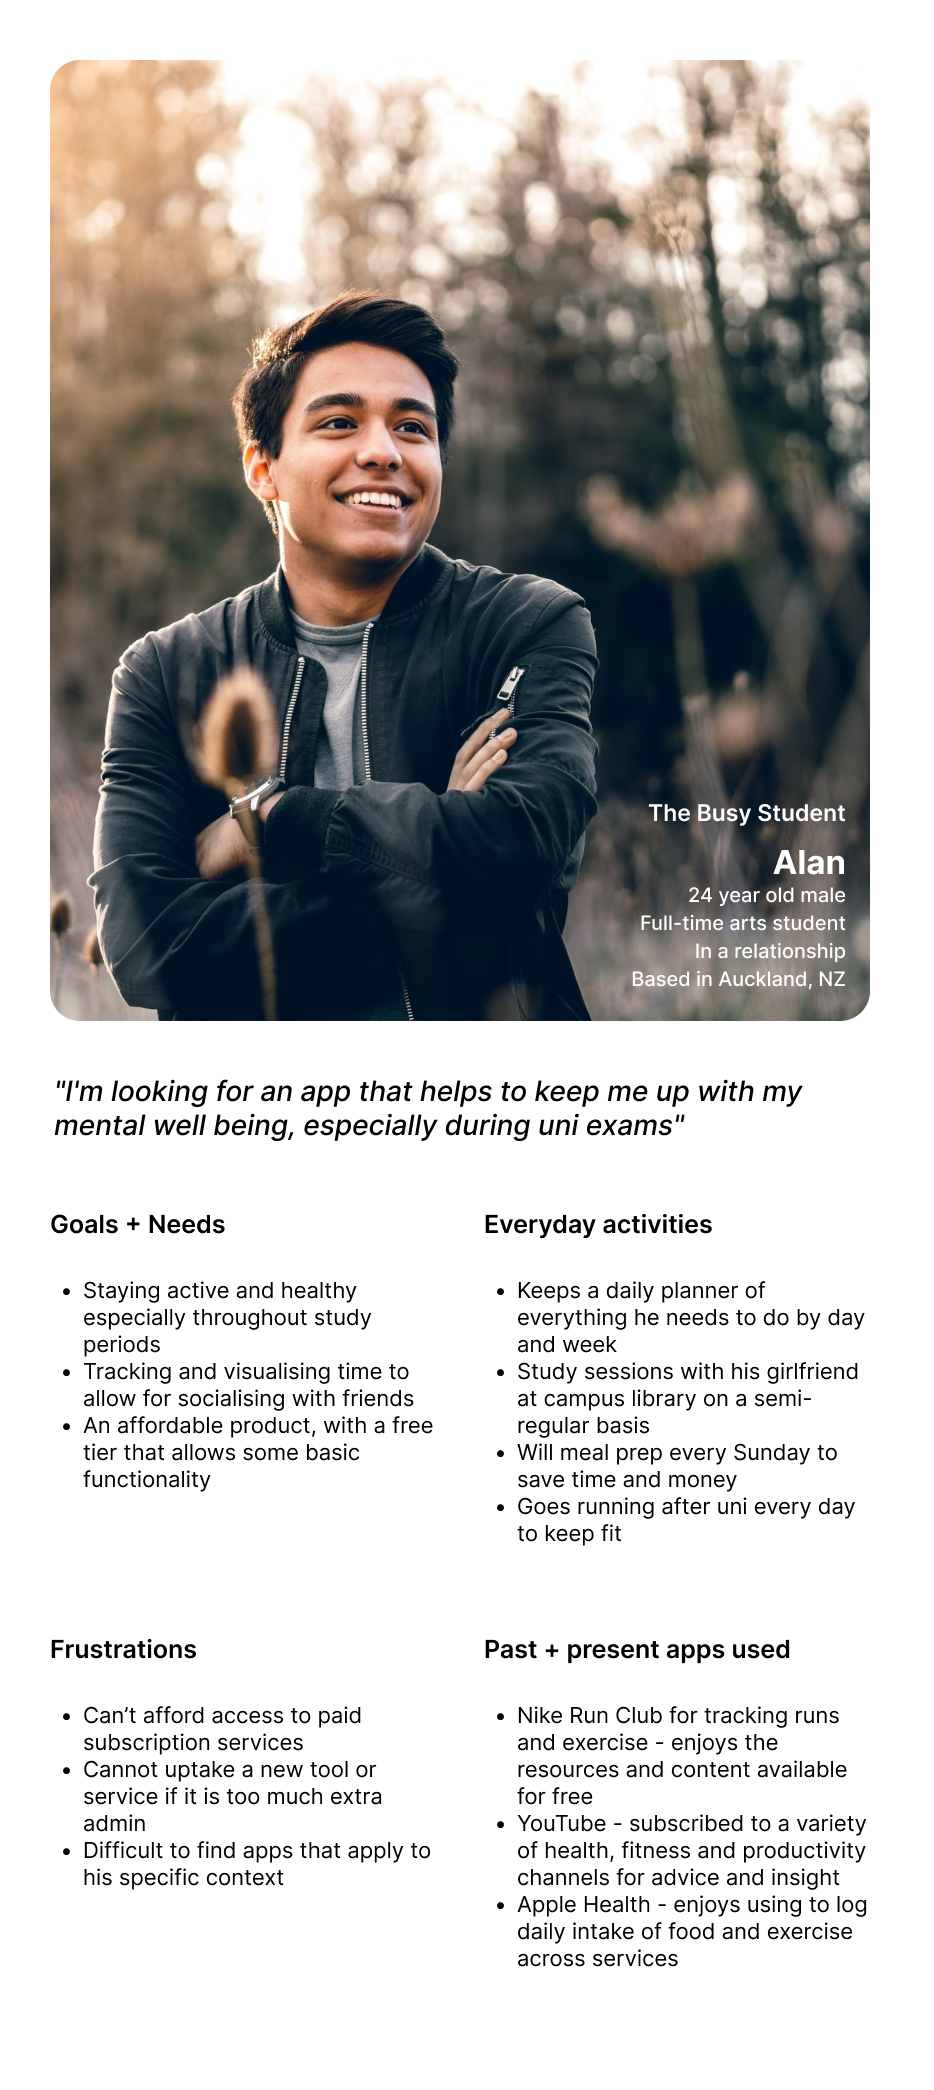 The Busy Student
Alan
24 year old male
Full-time arts student
In a relationship
Based in Auckland, NZ
"I'm looking for an app that helps to keep me up with my
mental well being, especially during uni exams"
Goals + Needs
• Staying active and healthy
especially throughout study
periods
• Tracking and visualising time to
allow for socialising with friends
• An affordable product, with a free
tier that allows some basic
functionality
Everyday activities
• Keeps a daily planner of
everything he needs to do by day
and week
• Study sessions with his girlfriend
at campus library on a semi-
regular basis
• Will meal prep every Sunday to
save time and money
• Goes running after uni every day
to keep fit
Frustrations
• Can’t afford access to paid
subscription services
• Cannot uptake a new tool or
service if it is too much extra
admin
• Difficult to find apps that apply to
his specific context
Past + present apps used
• Nike Run Club for tracking runs
and exercise - enjoys the
resources and content available
for free
• YouTube - subscribed to a variety
of health, fitness and productivity
channels for advice and insight
• Apple Health - enjoys using to log
daily intake of food and exercise
across services